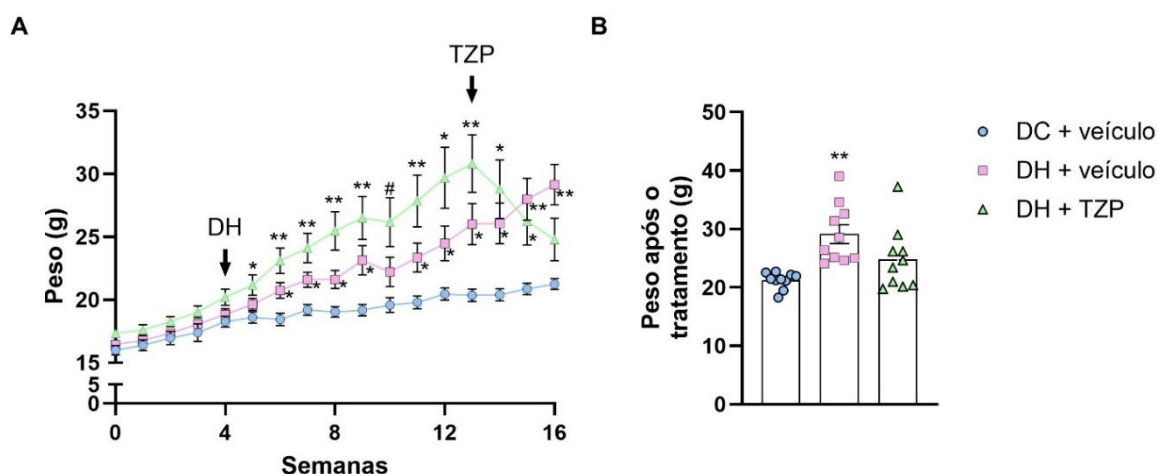 A
TZP
DH
Peso (g)
35
30
25
20
15
5
0
** ** ** ** # ** * ** *
* * * * * * * * ** * **
0 4 8 12 16
Semanas
B
**
Peso após o
tratamento (g)
50
40
30
20
10
0
DC + veículo
DH + veículo
DH + TZP